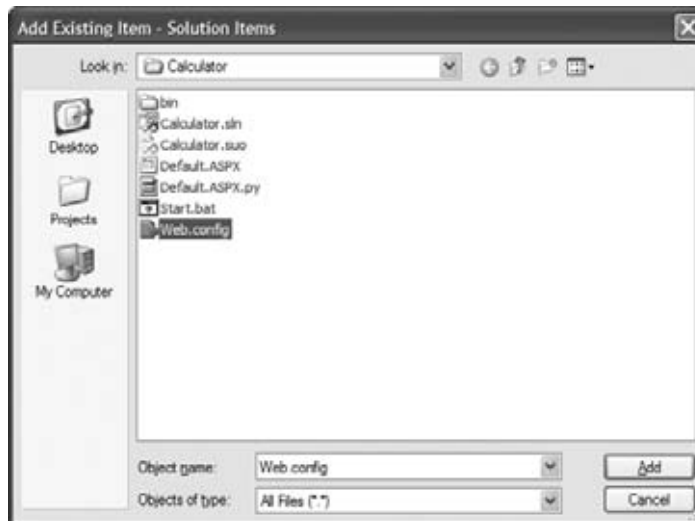 Add Existing Item - Solution Items
Look in: Calculator
bin
Calculator.sln
Calculator.suo
Default.ASPX
Default.ASPX.py
Start.bat
Web.config
Desktop
Projects
My Computer
Object name: Web.config
Add
Objects of type: All Files (*.*)
Cancel